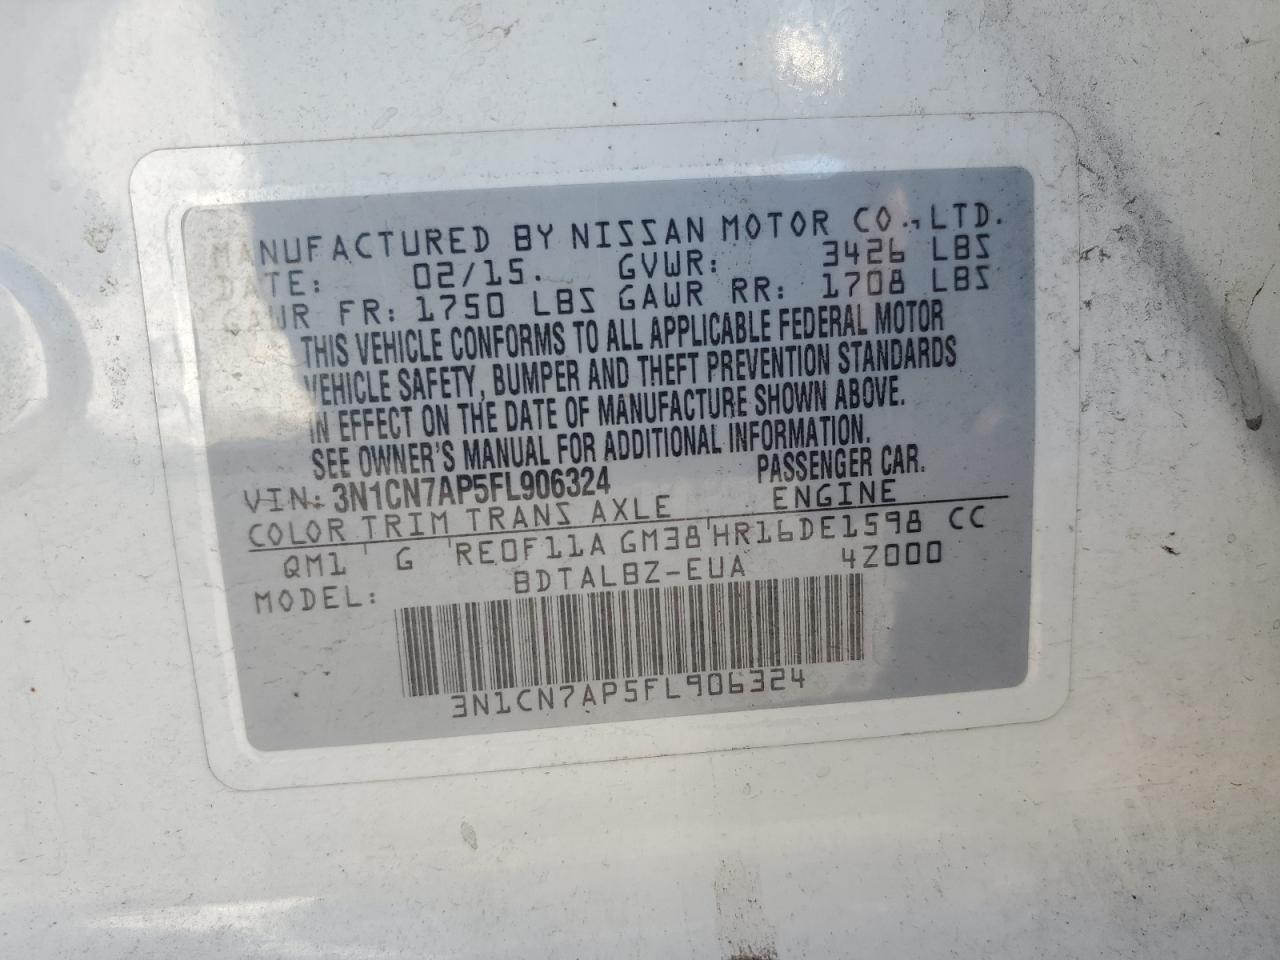 MANUFACTURED BY NISSAN MOTOR CO., LTD.
DATE: 02/15. GVWR: 3426 LBS
GAWR FR: 1750 LBS GAWR RR: 1708 LBS
THIS VEHICLE CONFORMS TO ALL APPLICABLE FEDERAL MOTOR
VEHICLE SAFETY, BUMPER AND THEFT PREVENTION STANDARDS
IN EFFECT ON THE DATE OF MANUFACTURE SHOWN ABOVE.
SEE OWNER'S MANUAL FOR ADDITIONAL INFORMATION.
VIN: 3N1CN7AP5FL906324 PASSENGER CAR.
COLOR TRIM TRANS AXLE ENGINE
QM1 G RE0F11A GM38 HR16DE1598 CC
MODEL: BDTALBZ-EUA 4Z000
3N1CN7AP5FL906324